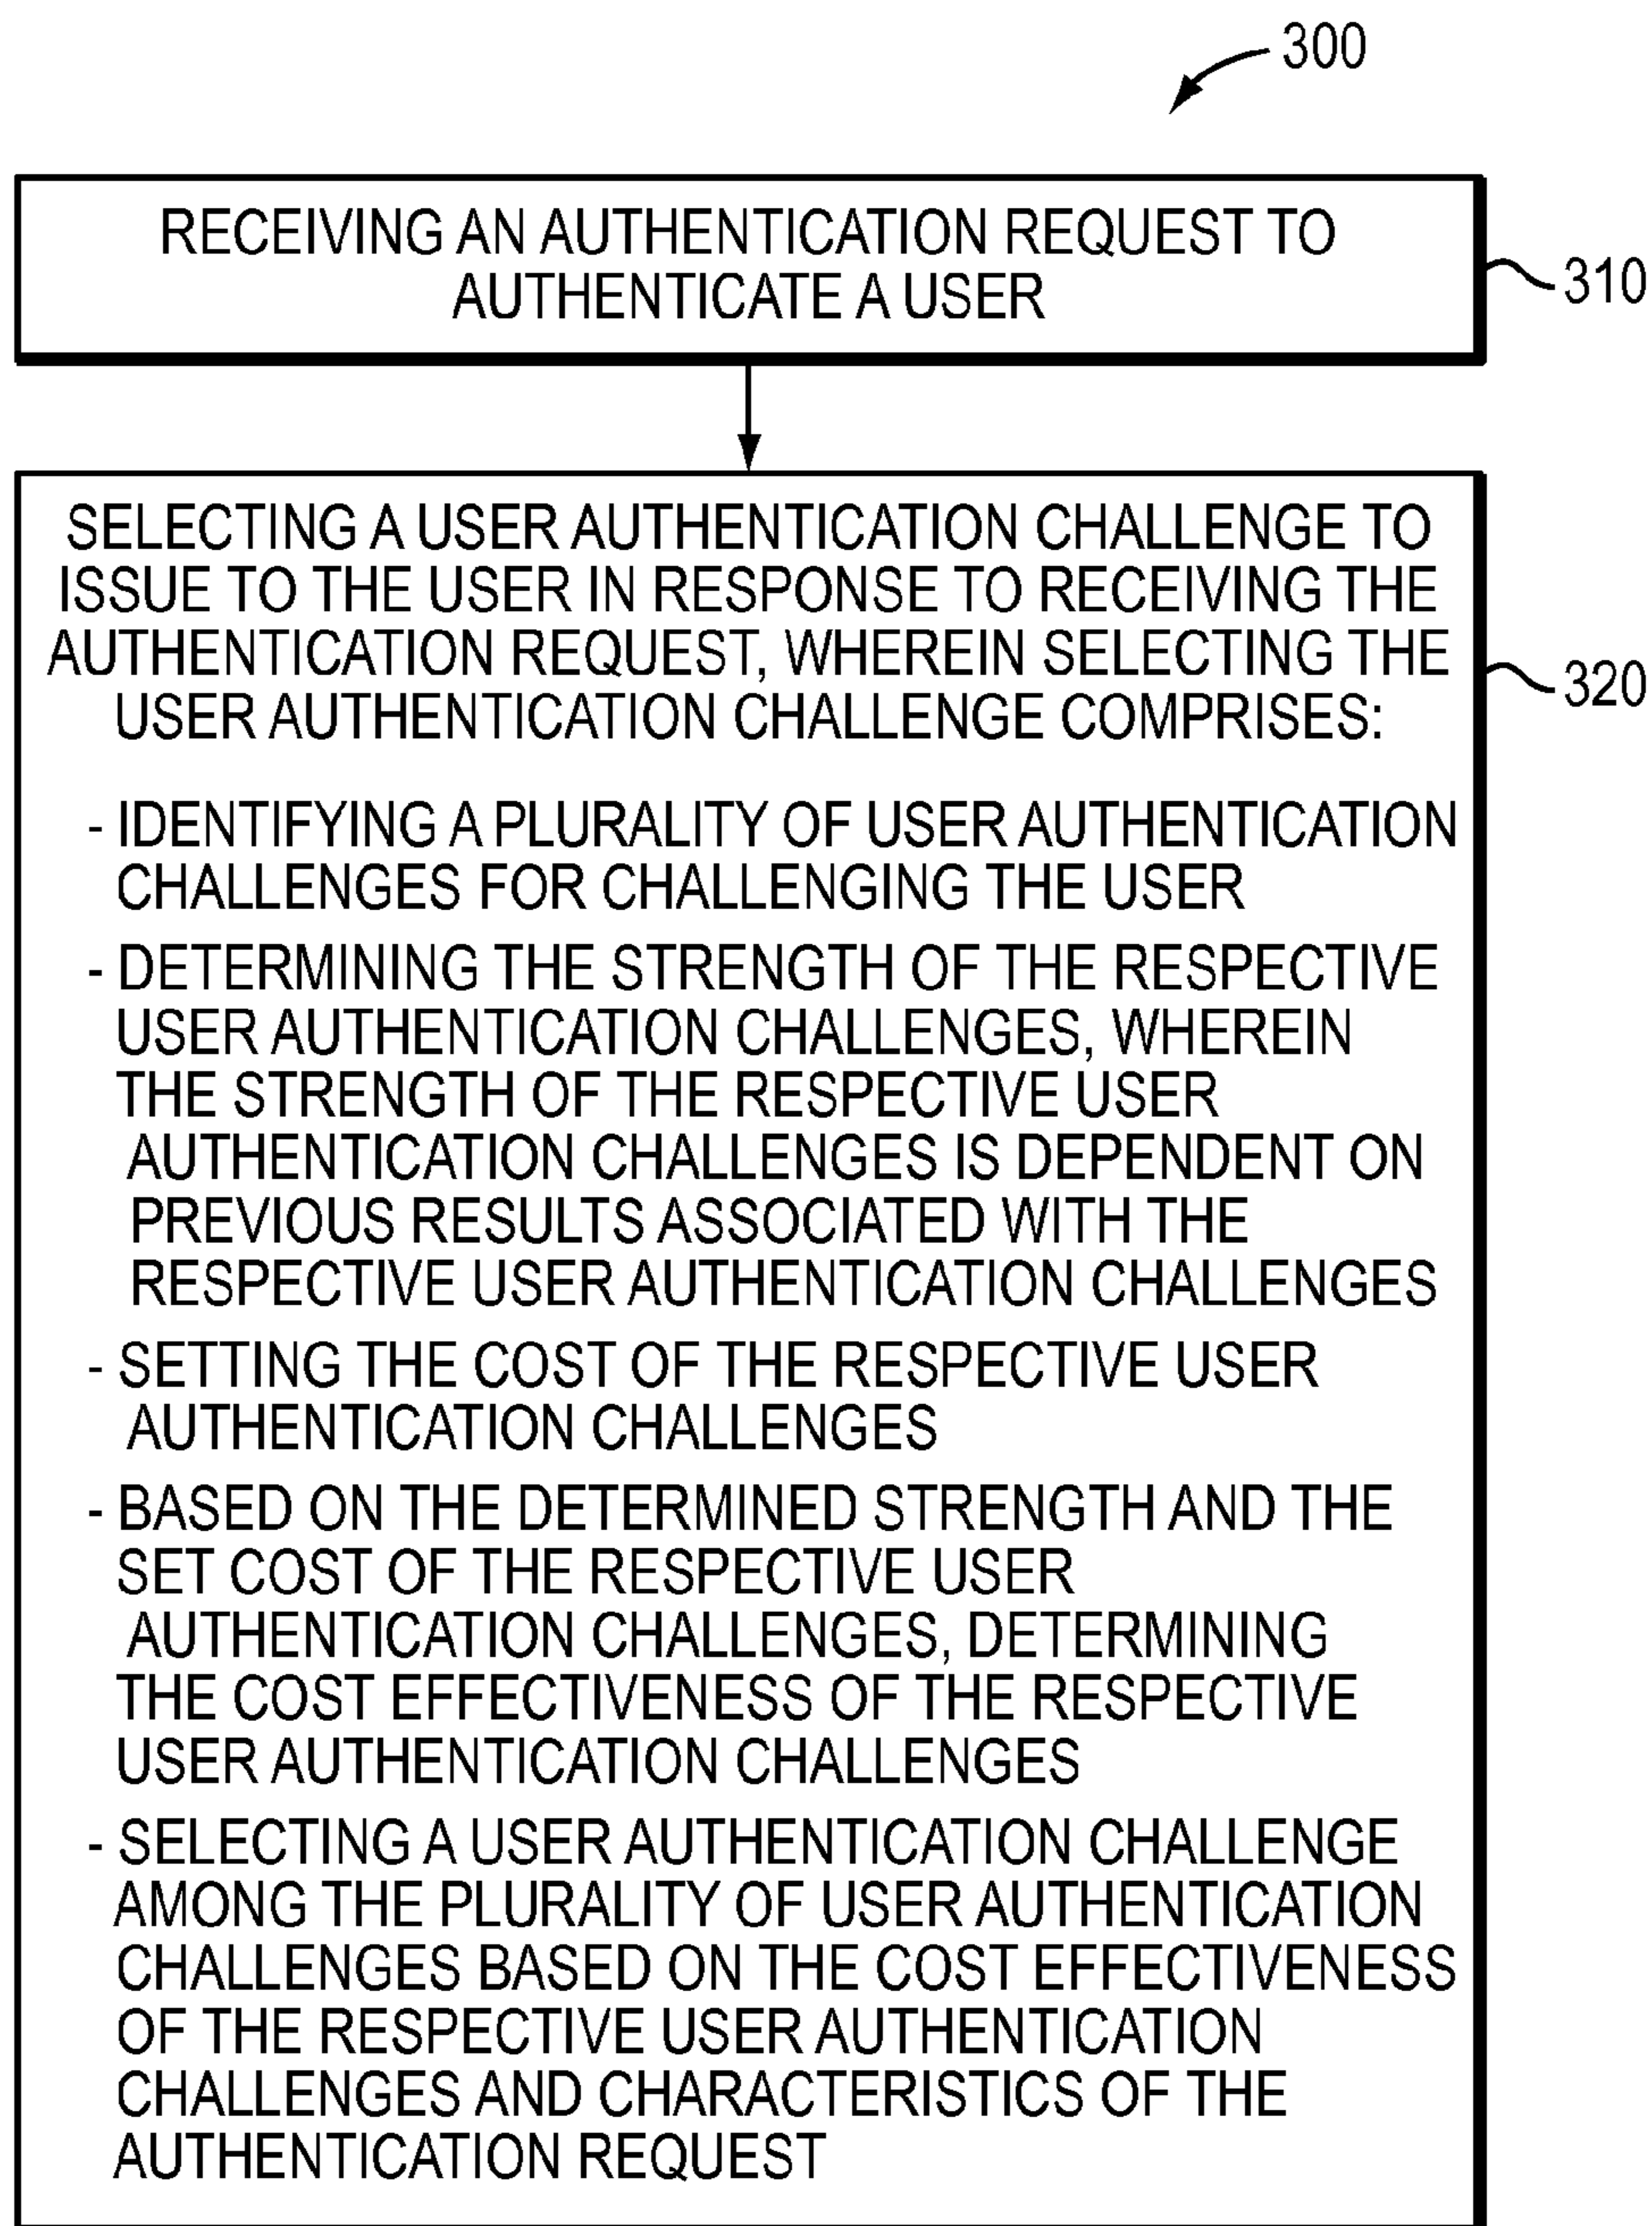 300
RECEIVING AN AUTHENTICATION REQUEST TO
AUTHENTICATE A USER
310
SELECTING A USER AUTHENTICATION CHALLENGE TO
ISSUE TO THE USER IN RESPONSE TO RECEIVING THE
AUTHENTICATION REQUEST, WHEREIN SELECTING THE
USER AUTHENTICATION CHALLENGE COMPRISES:
320
- IDENTIFYING A PLURALITY OF USER AUTHENTICATION
CHALLENGES FOR CHALLENGING THE USER
- DETERMINING THE STRENGTH OF THE RESPECTIVE
USER AUTHENTICATION CHALLENGES, WHEREIN
THE STRENGTH OF THE RESPECTIVE USER
AUTHENTICATION CHALLENGES IS DEPENDENT ON
PREVIOUS RESULTS ASSOCIATED WITH THE
RESPECTIVE USER AUTHENTICATION CHALLENGES
- SETTING THE COST OF THE RESPECTIVE USER
AUTHENTICATION CHALLENGES
- BASED ON THE DETERMINED STRENGTH AND THE
SET COST OF THE RESPECTIVE USER
AUTHENTICATION CHALLENGES, DETERMINING
THE COST EFFECTIVENESS OF THE RESPECTIVE
USER AUTHENTICATION CHALLENGES
- SELECTING A USER AUTHENTICATION CHALLENGE
AMONG THE PLURALITY OF USER AUTHENTICATION
CHALLENGES BASED ON THE COST EFFECTIVENESS
OF THE RESPECTIVE USER AUTHENTICATION
CHALLENGES AND CHARACTERISTICS OF THE
AUTHENTICATION REQUEST